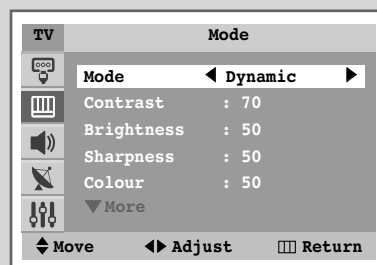 TV Mode
Mode ◀ Dynamic ▶
Contrast : 70
Brightness : 50
Sharpness : 50
Colour : 50
▼More
Move Adjust Return